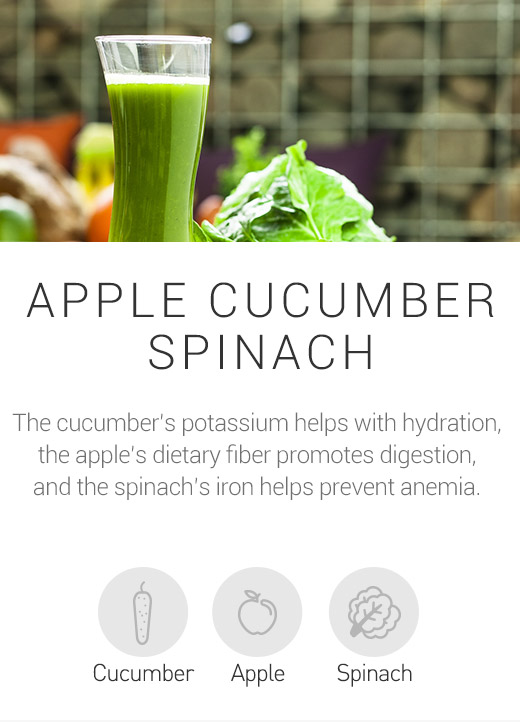 APPLE CUCUMBER
SPINACH
The cucumber's potassium helps with hydration,
the apple's dietary fiber promotes digestion,
and the spinach's iron helps prevent anemia.
Cucumber Apple Spinach